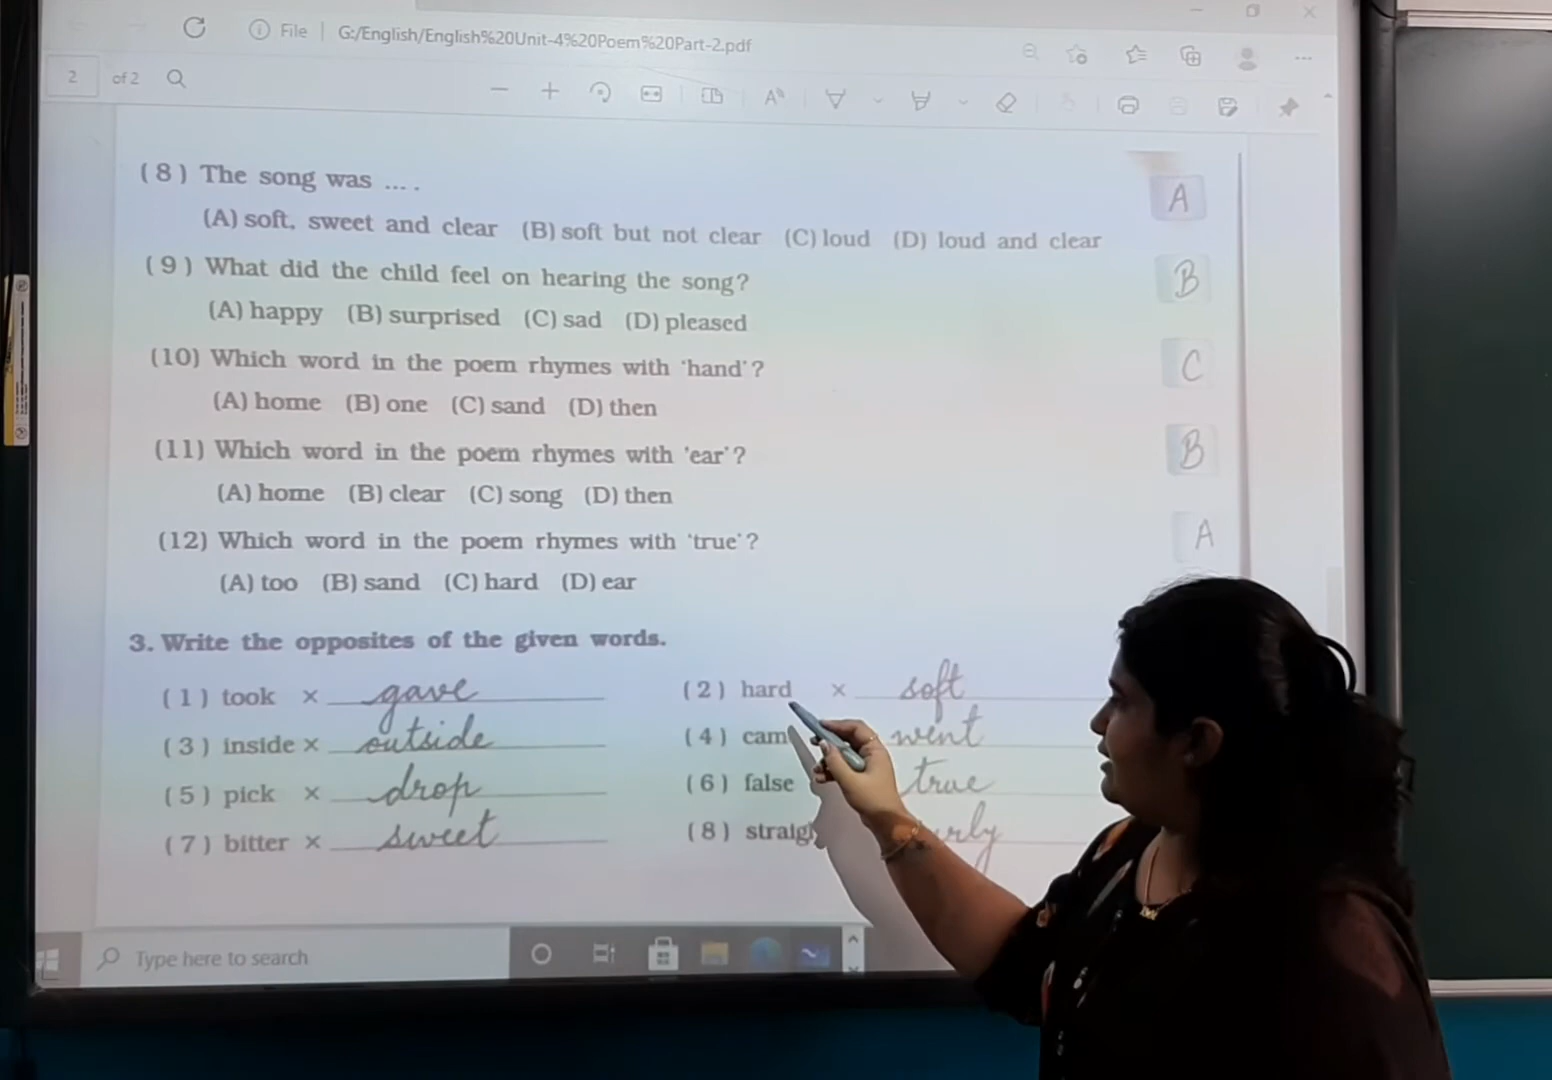 File | G:/English/English%20Unit-4%20Poem%20Part-2.pdf
2 of 2
(8) The song was .... A
(A) soft, sweet and clear (B) soft but not clear (C) loud (D) loud and clear
(9) What did the child feel on hearing the song? B
(A) happy (B) surprised (C) sad (D) pleased
(10) Which word in the poem rhymes with 'hand'? C
(A) home (B) one (C) sand (D) then
(11) Which word in the poem rhymes with 'ear'? B
(A) home (B) clear (C) song (D) then
(12) Which word in the poem rhymes with 'true'? A
(A) too (B) sand (C) hard (D) ear
3. Write the opposites of the given words.
(1) took × gave (2) hard × soft
(3) inside × outside (4) cam went
(5) pick × drop (6) false true
(7) bitter × sweet (8) straig urly
Type here to search